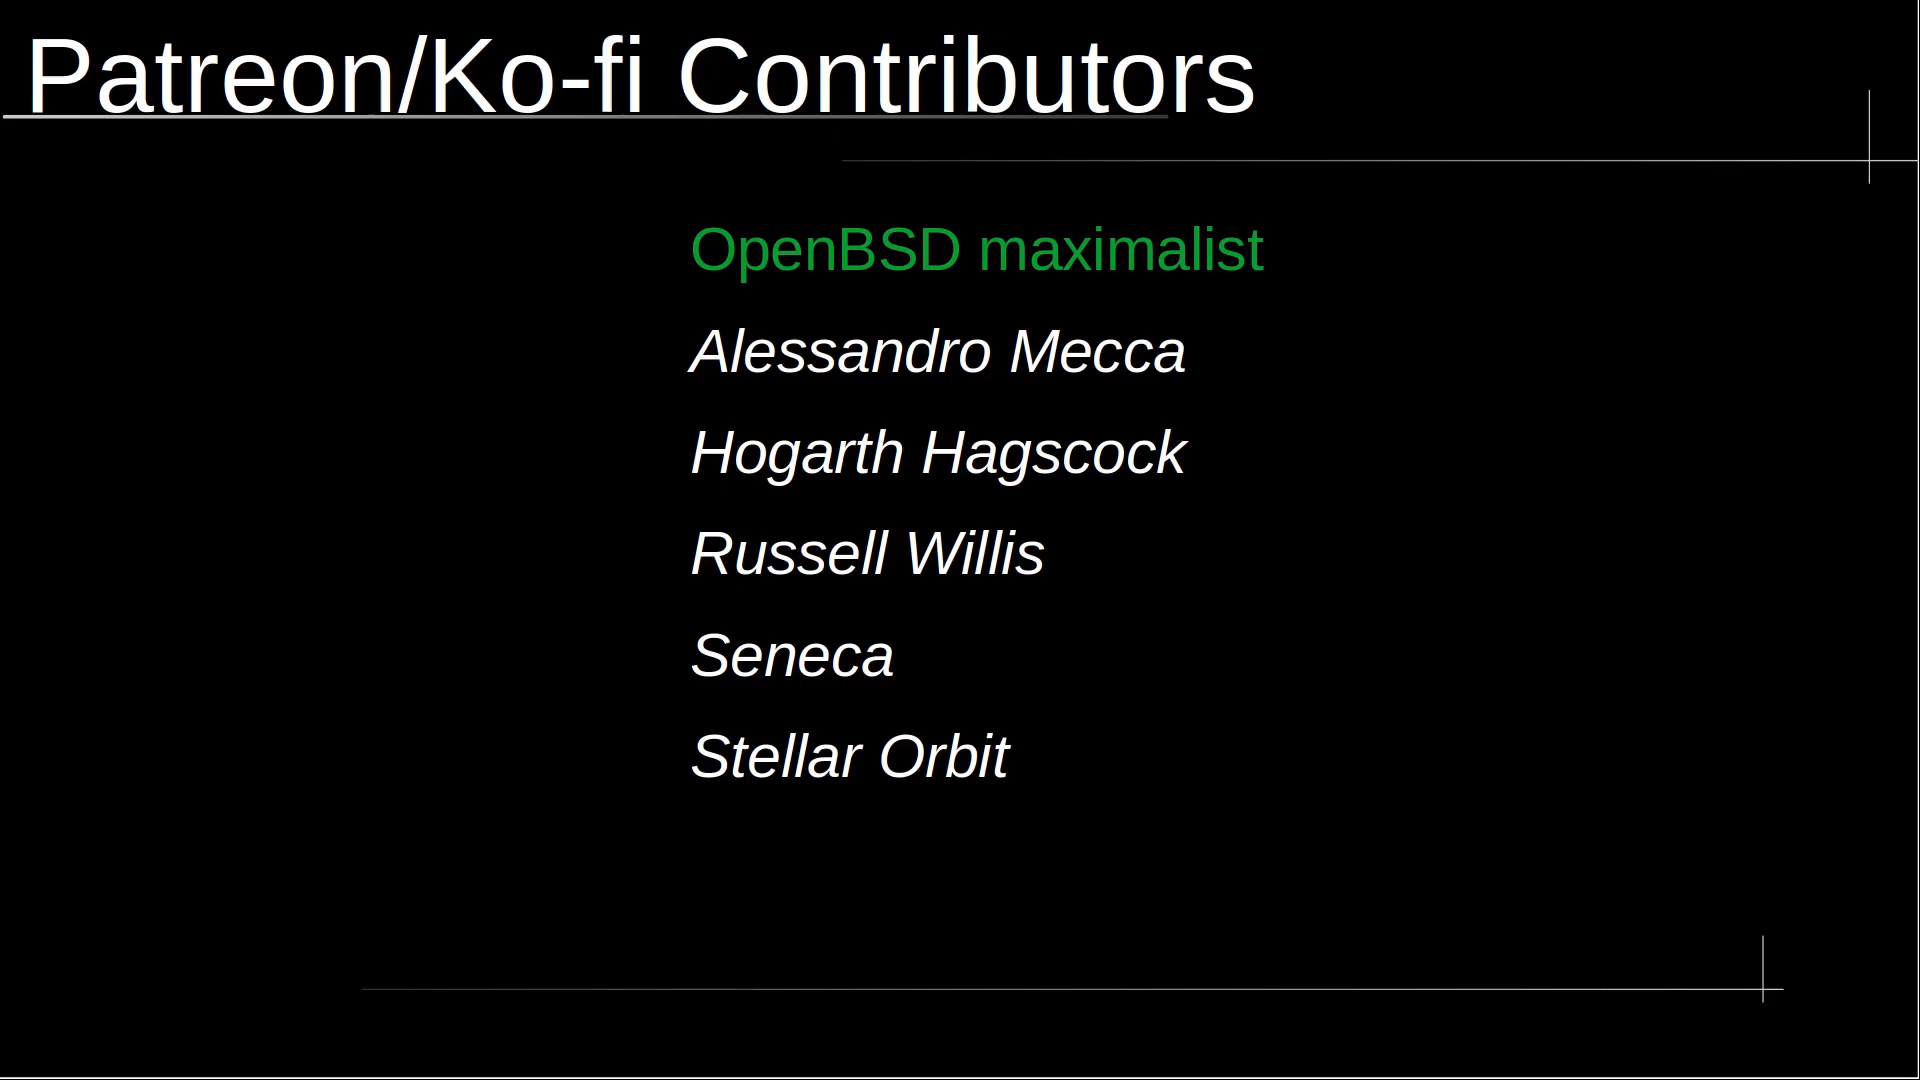 Patreon/Ko-fi Contributors
OpenBSD maximalist
Alessandro Mecca
Hogarth Hagscock
Russell Willis
Seneca
Stellar Orbit